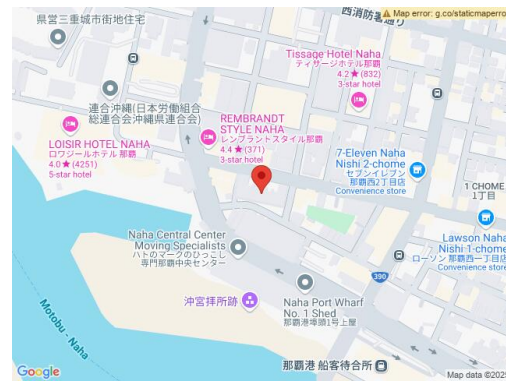 県営三重城市街地住宅
西消防署通り
Map error: g.co/staticmaperro
Tissage Hotel Naha
ティサージホテル那覇
4.2★(832)
3-star hotel
連合沖縄(日本労働組合
総連合会沖縄県連合会)
REMBRANDT
STYLE NAHA
レンブラントスタイル那覇
4.4★(371)
3-star hotel
LOISIR HOTEL NAHA
ロワジールホテル 那覇
4.0★(4251)
5-star hotel
7-Eleven Naha
Nishi 2-chome
セブンイレブン
那覇西2丁目店
Convenience store
1 CHOME
1丁目
Lawson Naha
Nishi 1-chome
ローソン 那覇西一丁目店
Convenience store
Naha Central Center
Moving Specialists
ハトのマークのひっこし
専門那覇中央センター
390
沖宮拝所跡
Naha Port Wharf
No. 1 Shed
那覇港埠頭1号上屋
Motobu - Naha
那覇港 船客待合所
Google
Map data ©2025